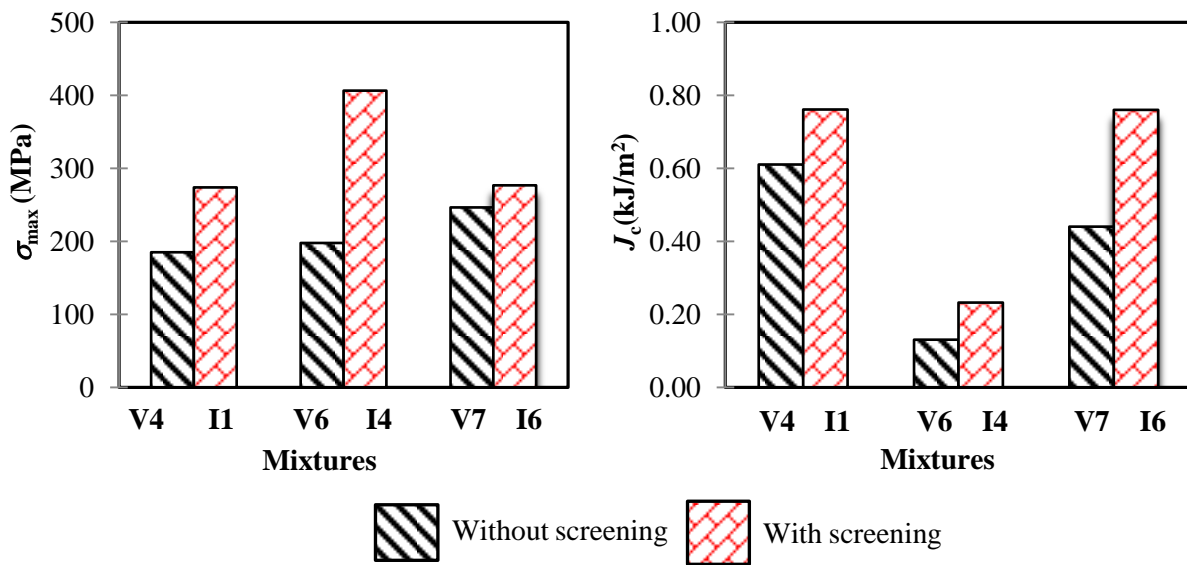 500
400
300
200
100
0
σmax (MPa)
V4 I1 V6 I4 V7 I6
Mixtures
1.00
0.80
0.60
0.40
0.20
0.00
Jc(kJ/m²)
V4 I1 V6 I4 V7 I6
Mixtures
Without screening
With screening